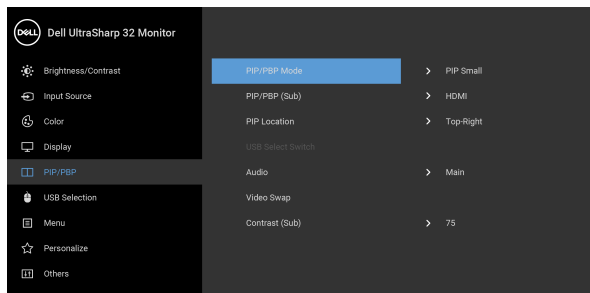 DELL Dell UltraSharp 32 Monitor
Brightness/Contrast
Input Source
Color
Display
PIP/PBP
USB Selection
Menu
Personalize
Others
PIP/PBP Mode PIP Small
PIP/PBP (Sub) HDMI
PIP Location Top-Right
USB Select Switch
Audio Main
Video Swap
Contrast (Sub) 75